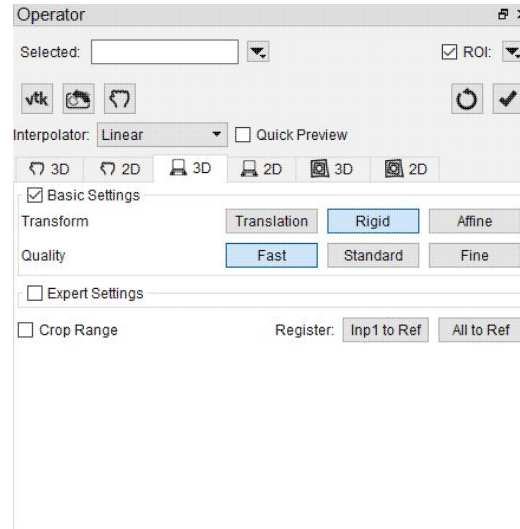 Operator
Selected: ROI:
vtk
Interpolator: Linear Quick Preview
3D 2D 3D 2D 3D 2D
Basic Settings
Transform Translation Rigid Affine
Quality Fast Standard Fine
Expert Settings
Crop Range Register: Inp1 to Ref All to Ref